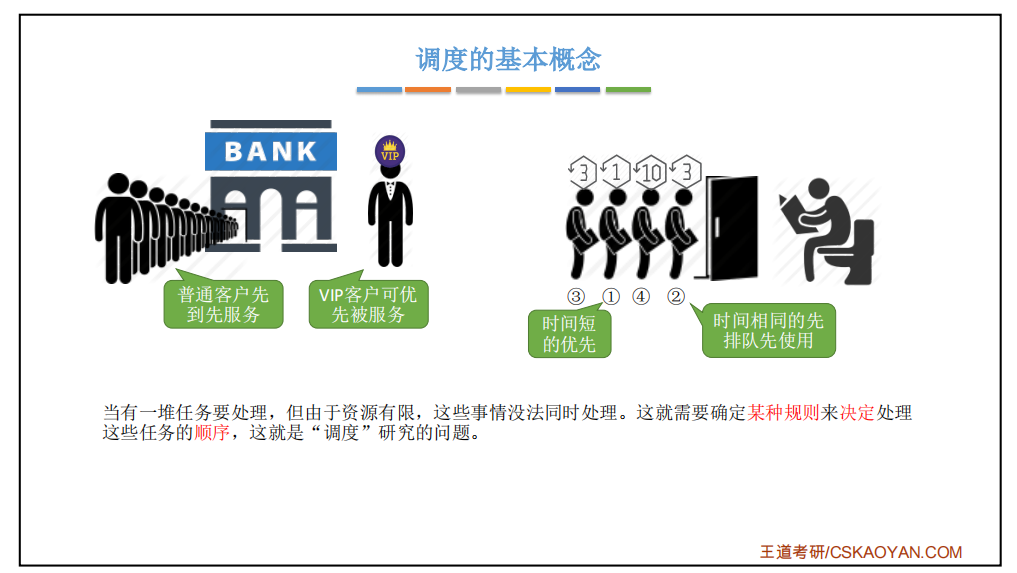 调度的基本概念
BANK
VIP
3 1 10 3
③ ① ④ ②
普通客户先
到先服务
VIP客户可优
先被服务
时间短
的优先
时间相同的先
排队先使用
当有一堆任务要处理，但由于资源有限，这些事情没法同时处理。这就需要确定某种规则来决定处理
这些任务的顺序，这就是“调度”研究的问题。
王道考研/CSKAOYAN.COM